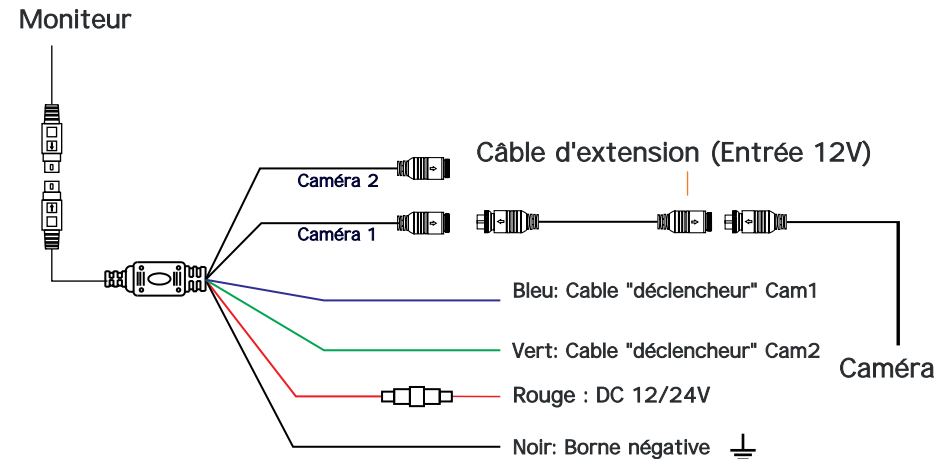 Moniteur
Câble d'extension (Entrée 12V)
Caméra 2
Caméra 1
Bleu: Cable "déclencheur" Cam1
Vert: Cable "déclencheur" Cam2
Caméra
Rouge : DC 12/24V
Noir: Borne négative